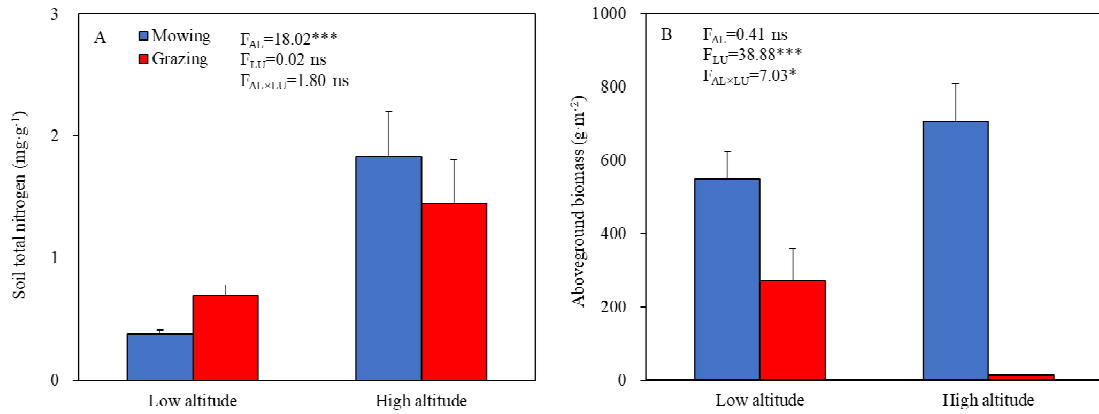 A
Mowing
Grazing
F_AL=18.02***
F_LU=0.02 ns
F_AL×LU=1.80 ns
Soil total nitrogen (mg·g⁻¹)
3
2
1
0
Low altitude
High altitude
B
F_AL=0.41 ns
F_LU=38.88***
F_AL×LU=7.03*
Aboveground biomass (g·m⁻²)
1000
800
600
400
200
0
Low altitude
High altitude